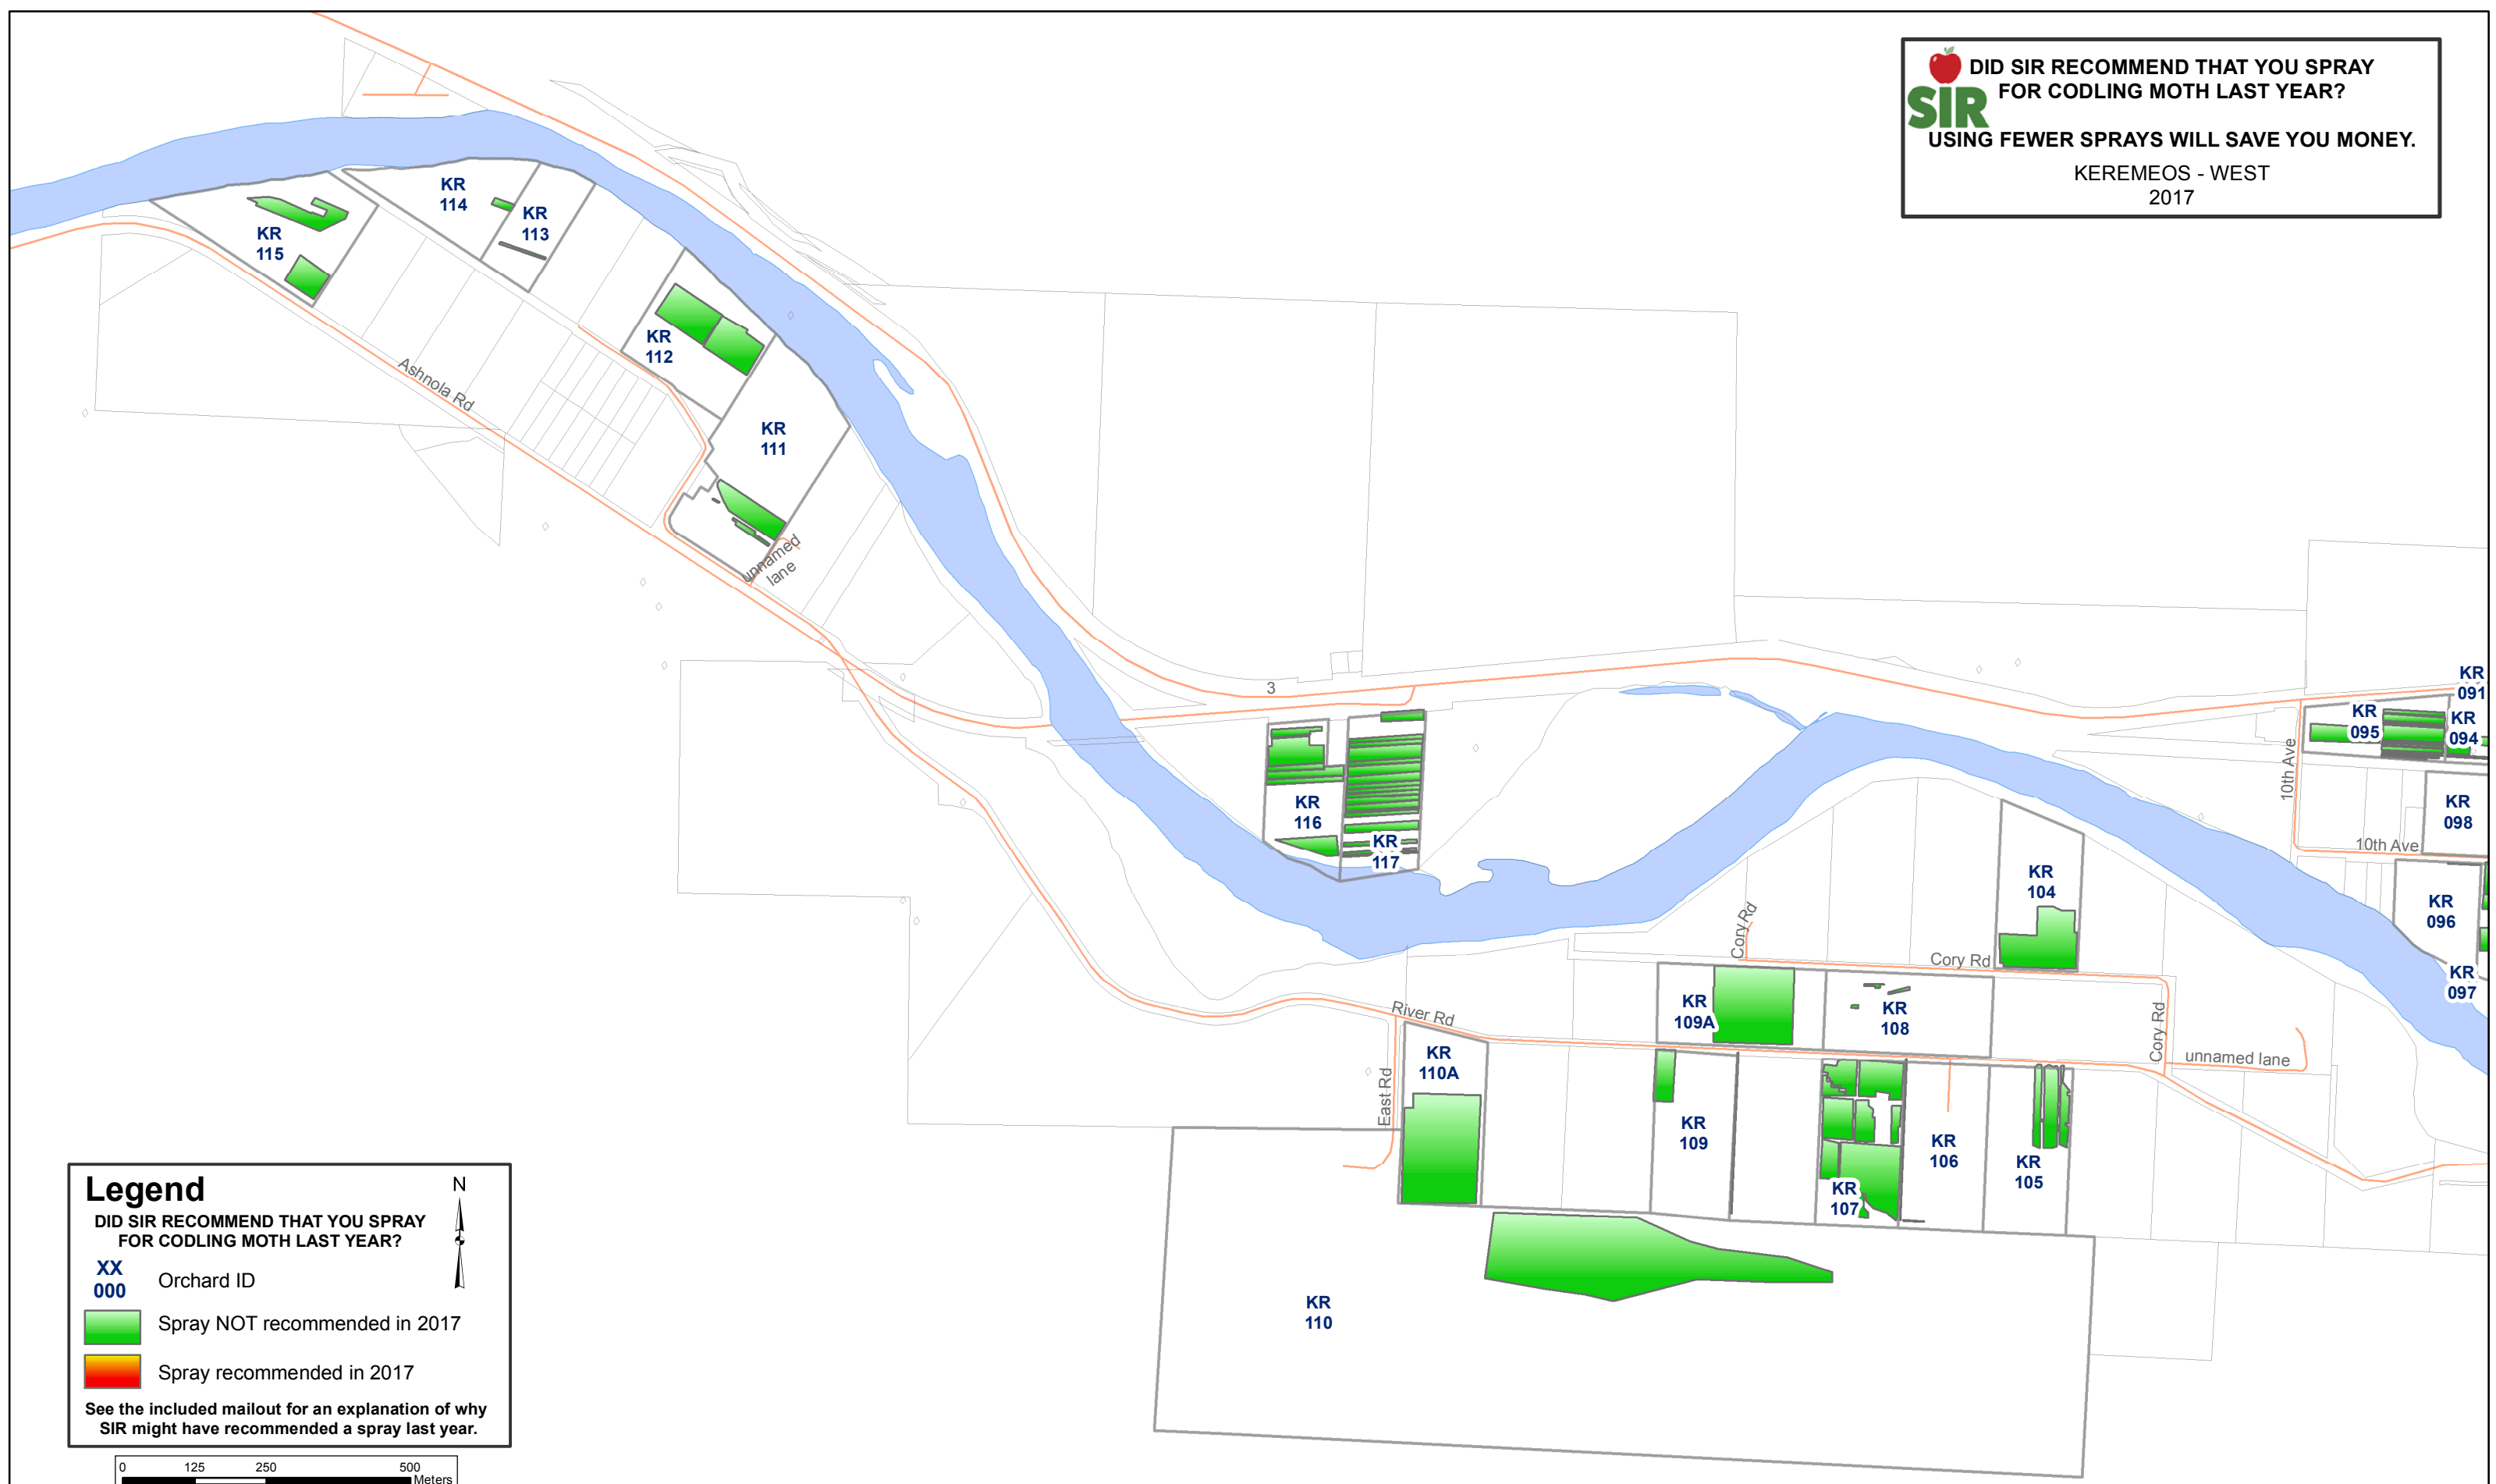 DID SIR RECOMMEND THAT YOU SPRAY
FOR CODLING MOTH LAST YEAR?
SIR
USING FEWER SPRAYS WILL SAVE YOU MONEY.
KEREMEOS - WEST
2017
KR
114
KR
113
KR
115
KR
112
Ashnola Rd
KR
111
unnamed
lane
3
KR
091
KR
095
KR
094
10th Ave
KR
116
KR
117
KR
098
10th Ave
KR
104
KR
096
Cory Rd
Cory Rd
KR
097
KR
109A
KR
108
River Rd
Cory Rd
unnamed lane
KR
110A
East Rd
KR
109
KR
106
KR
105
KR
107
KR
110
Legend
N
DID SIR RECOMMEND THAT YOU SPRAY
FOR CODLING MOTH LAST YEAR?
XX
000
Orchard ID
Spray NOT recommended in 2017
Spray recommended in 2017
See the included mailout for an explanation of why
SIR might have recommended a spray last year.
0 125 250 500
Meters